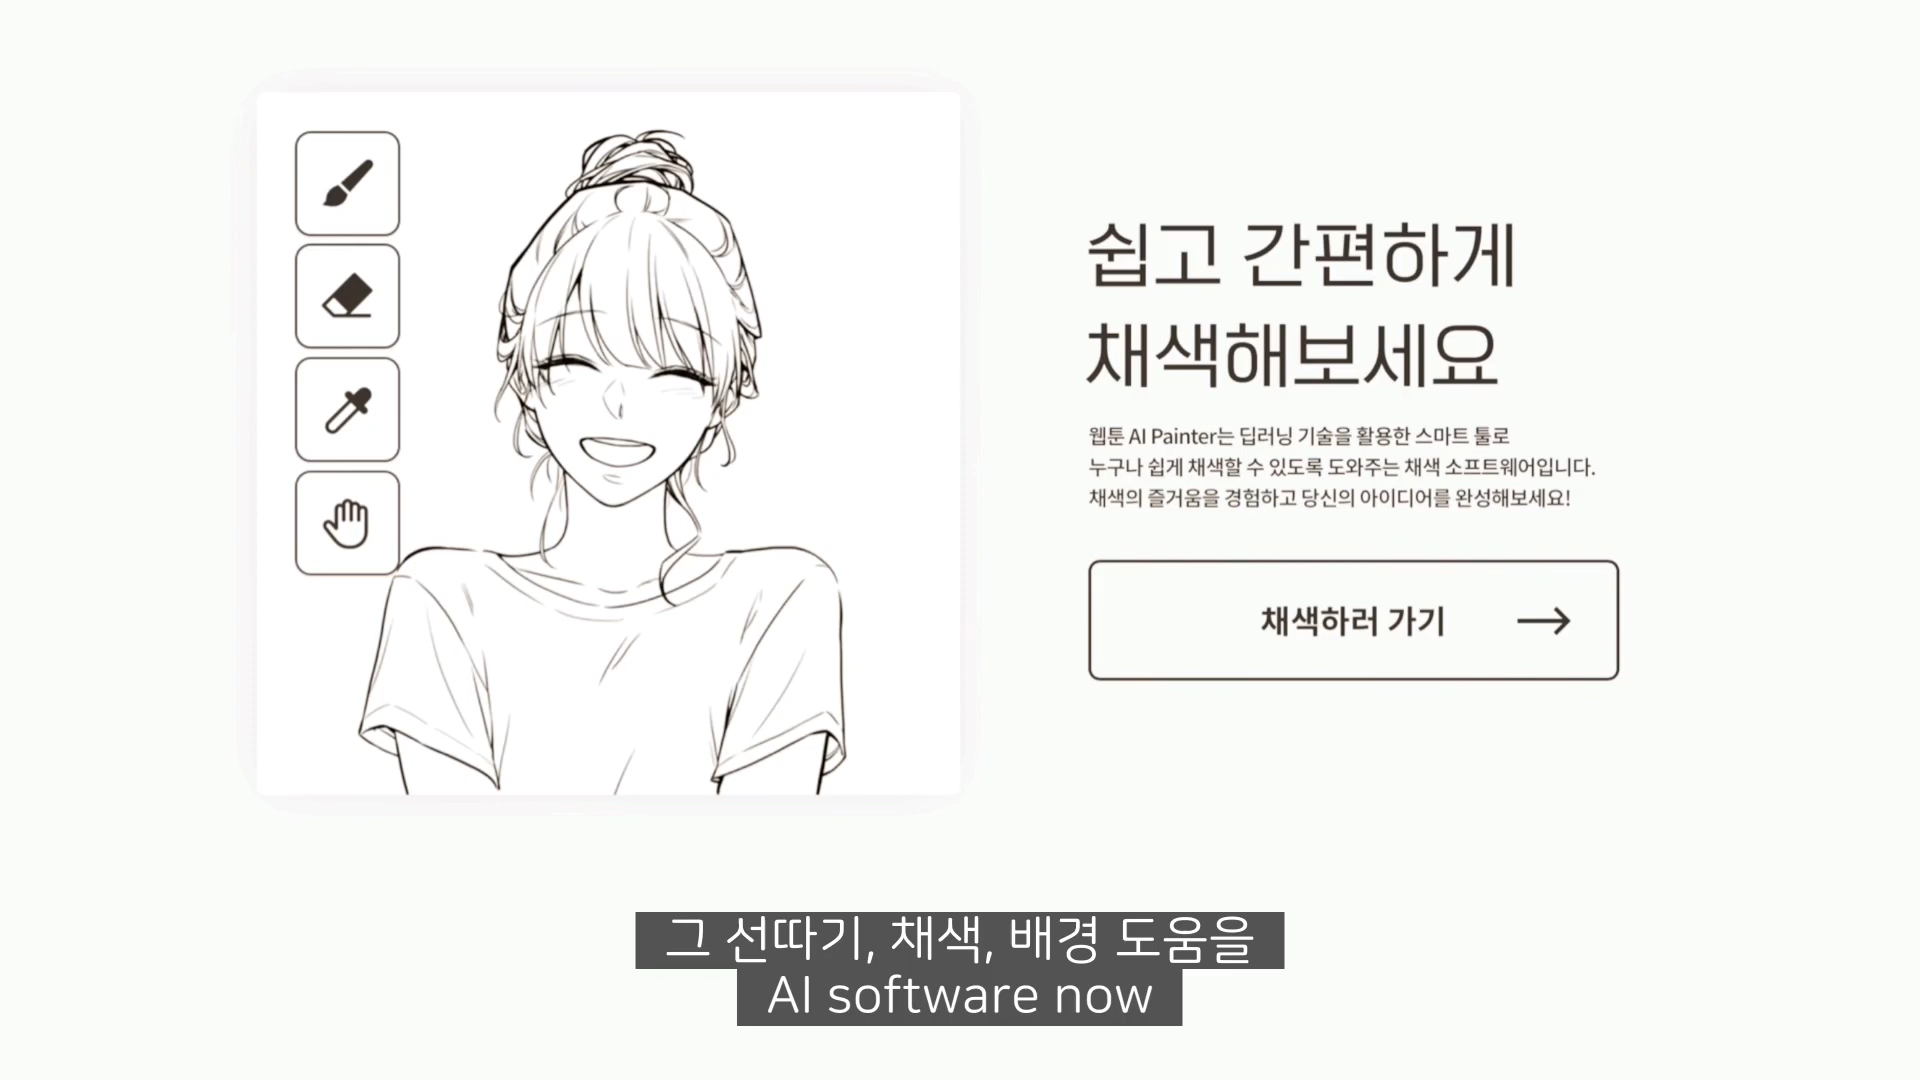 쉽고 간편하게
채색해보세요
웹툰 AI Painter는 딥러닝 기술을 활용한 스마트 툴로
누구나 쉽게 채색할 수 있도록 도와주는 채색 소프트웨어입니다.
채색의 즐거움을 경험하고 당신의 아이디어를 완성해보세요!
채색하러 가기
그 선따기, 채색, 배경 도움을
AI software now